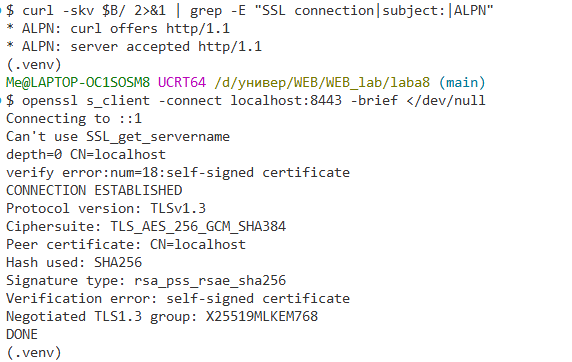 $ curl -skv $B/ 2>&1 | grep -E "SSL connection|subject:|ALPN"
* ALPN: curl offers http/1.1
* ALPN: server accepted http/1.1
(.venv)
Me@LAPTOP-OC1SOSM8 UCRT64 /d/универ/WEB/WEB_lab/laba8 (main)
$ openssl s_client -connect localhost:8443 -brief </dev/null
Connecting to ::1
Can't use SSL_get_servername
depth=0 CN=localhost
verify error:num=18:self-signed certificate
CONNECTION ESTABLISHED
Protocol version: TLSv1.3
Ciphersuite: TLS_AES_256_GCM_SHA384
Peer certificate: CN=localhost
Hash used: SHA256
Signature type: rsa_pss_rsae_sha256
Verification error: self-signed certificate
Negotiated TLS1.3 group: X25519MLKEM768
DONE
(.venv)